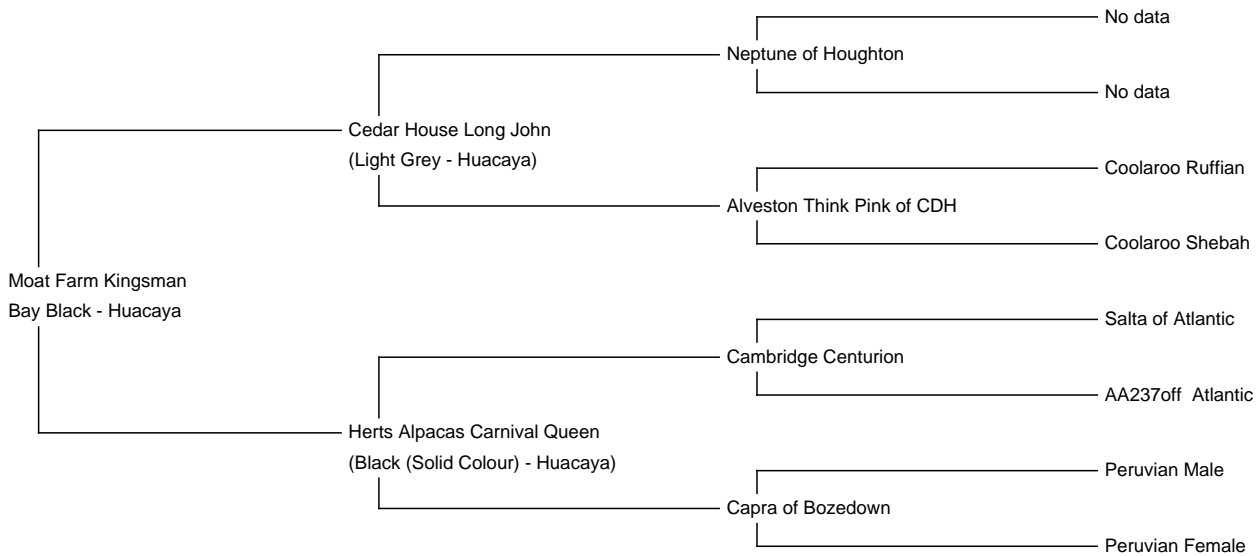 No data
Neptune of Houghton
No data
Cedar House Long John
(Light Grey - Huacaya)
Coolaroo Ruffian
Alveston Think Pink of CDH
Coolaroo Shebah
Moat Farm Kingsman
Bay Black - Huacaya
Salta of Atlantic
Cambridge Centurion
AA237off  Atlantic
Herts Alpacas Carnival Queen
(Black (Solid Colour) - Huacaya)
Peruvian Male
Capra of Bozedown
Peruvian Female